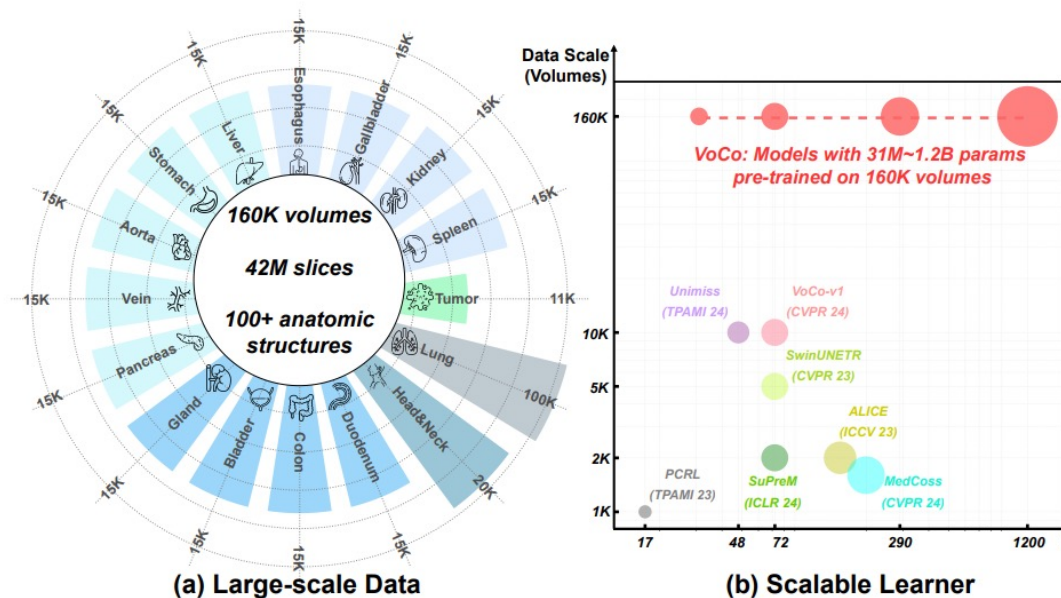 15K
15K
15K
15K
15K
15K
15K
15K
15K
15K
15K
15K
15K
15K
11K
100K
20K
Esophagus
Gallbladder
Kidney
Spleen
Tumor
Lung
Head&Neck
Duodenum
Colon
Bladder
Gland
Pancreas
Vein
Aorta
Stomach
Liver
160K volumes
42M slices
100+ anatomic
structures
(a) Large-scale Data
Data Scale
(Volumes)
160K
10K
5K
2K
1K
VoCo: Models with 31M~1.2B params
pre-trained on 160K volumes
Unimiss
(TPAMI 24)
VoCo-v1
(CVPR 24)
SwinUNETR
(CVPR 23)
ALICE
(ICCV 23)
PCRL
(TPAMI 23)
SuPreM
(ICLR 24)
MedCoss
(CVPR 24)
17 48 72 290 1200
(b) Scalable Learner